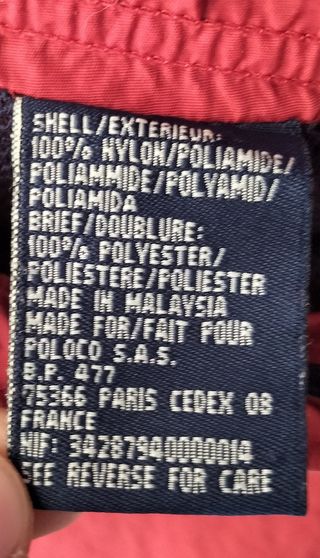 SHELL/EXTERIEUR:
100% NYLON/POLIAMIDE/
POLIAMMIDE/POLYAMID/
POLIAMIDA
BRIEF/DOUBLURE:
100% POLYESTER/
POLIESTERE/POLIESTER
MADE IN MALAYSIA
MADE FOR/FAIT POUR
POLOCO S.A.S.
B.P. 477
75366 PARIS CEDEX 08
FRANCE
NIF: 34287940000014
SEE REVERSE FOR CARE